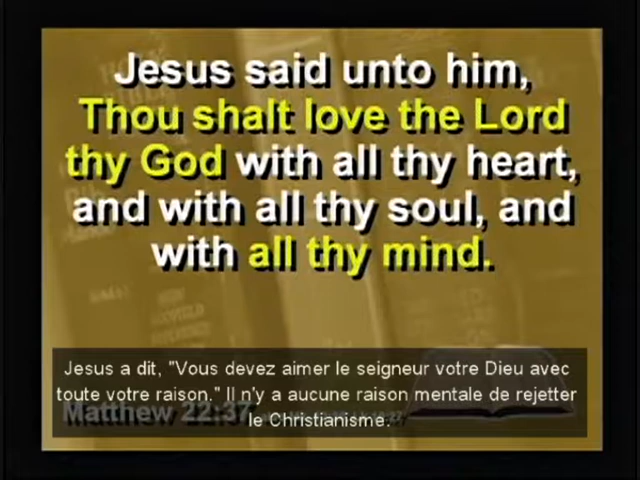 Jesus said unto him,
Thou shalt love the Lord
thy God with all thy heart,
and with all thy soul, and
with all thy mind.
Jesus a dit, "Vous devez aimer le seigneur votre Dieu avec
toute votre raison." Il n'y a aucune raison mentale de rejetter
le Christianisme.
Matthew 22:37